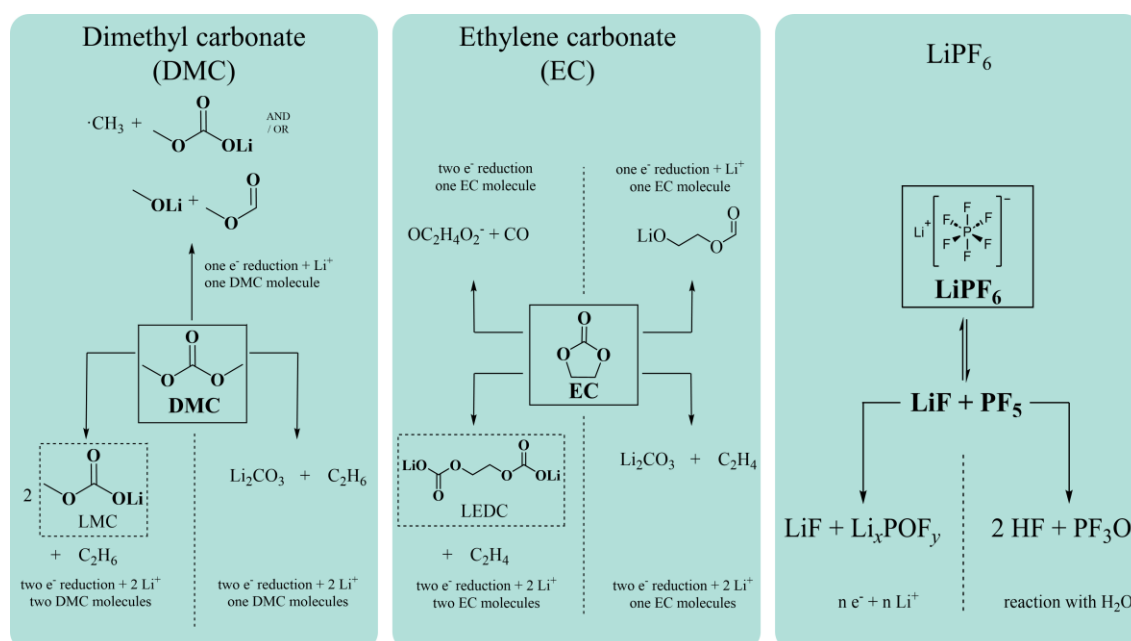 Dimethyl carbonate
(DMC)
·CH₃ +
O
O
OLi
AND
/ OR
OLi
+
O
O
one e⁻ reduction + Li⁺
one DMC molecule
O
O
O
DMC
2
O
O
OLi
LMC
+ C₂H₆
two e⁻ reduction + 2 Li⁺
two DMC molecules
Li₂CO₃ + C₂H₆
two e⁻ reduction + 2 Li⁺
one DMC molecules
Ethylene carbonate
(EC)
two e⁻ reduction
one EC molecule
OC₂H₄O₂⁻ + CO
one e⁻ reduction + Li⁺
one EC molecule
LiO
O
O
O
O
O
EC
LiO
O
O
O
O
OLi
LEDC
+ C₂H₄
two e⁻ reduction + 2 Li⁺
two EC molecules
Li₂CO₃ + C₂H₄
two e⁻ reduction + 2 Li⁺
one EC molecules
LiPF₆
Li⁺
F
F
F
P
F
F
F
−
LiPF₆
LiF + PF₅
LiF + LiₓPOFᵧ
n e⁻ + n Li⁺
2 HF + PF₃O
reaction with H₂O